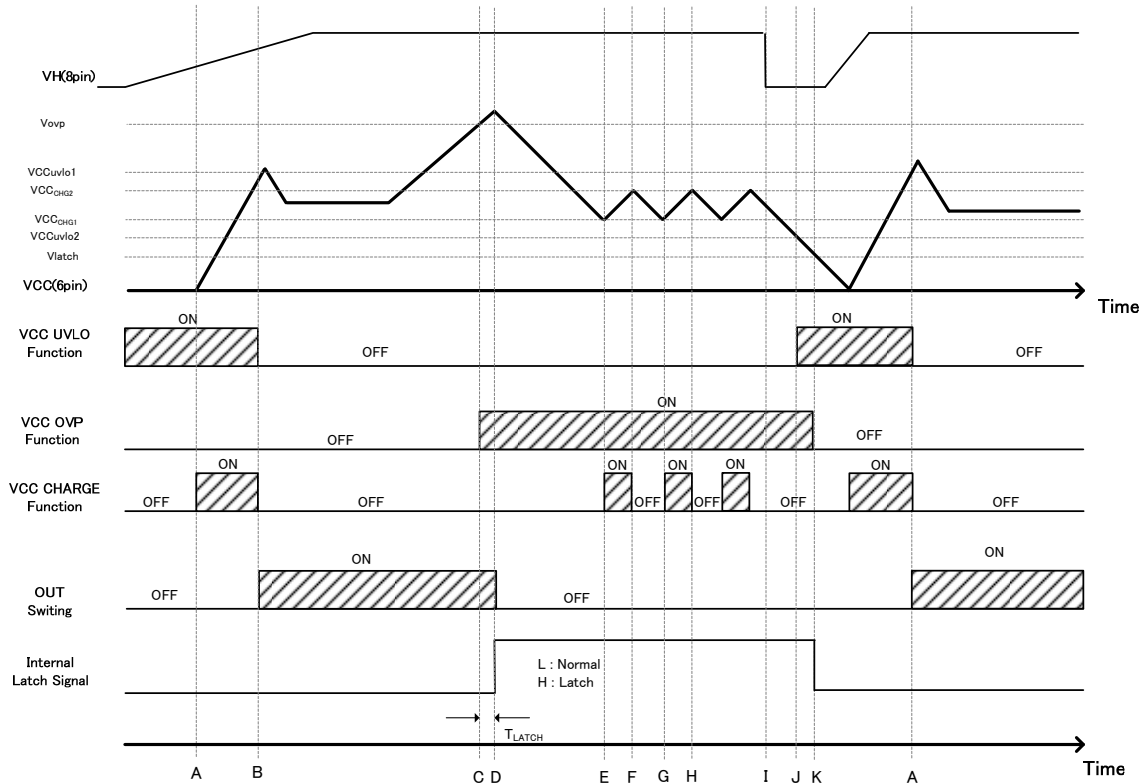 VH(8pin)
Vovp
VCCuvlo1
VCCCHG2
VCCCHG1
VCCuvlo2
Vlatch
VCC(6pin)
Time
VCC UVLO
Function
ON
OFF
ON
OFF
VCC OVP
Function
OFF
ON
OFF
VCC CHARGE
Function
OFF
ON
OFF
ON
OFF
ON
OFF
ON
OFF
ON
OFF
OUT
Switing
OFF
ON
OFF
ON
Internal
Latch Signal
L : Normal
H : Latch
TLATCH
A B C D E F G H I J K A
Time